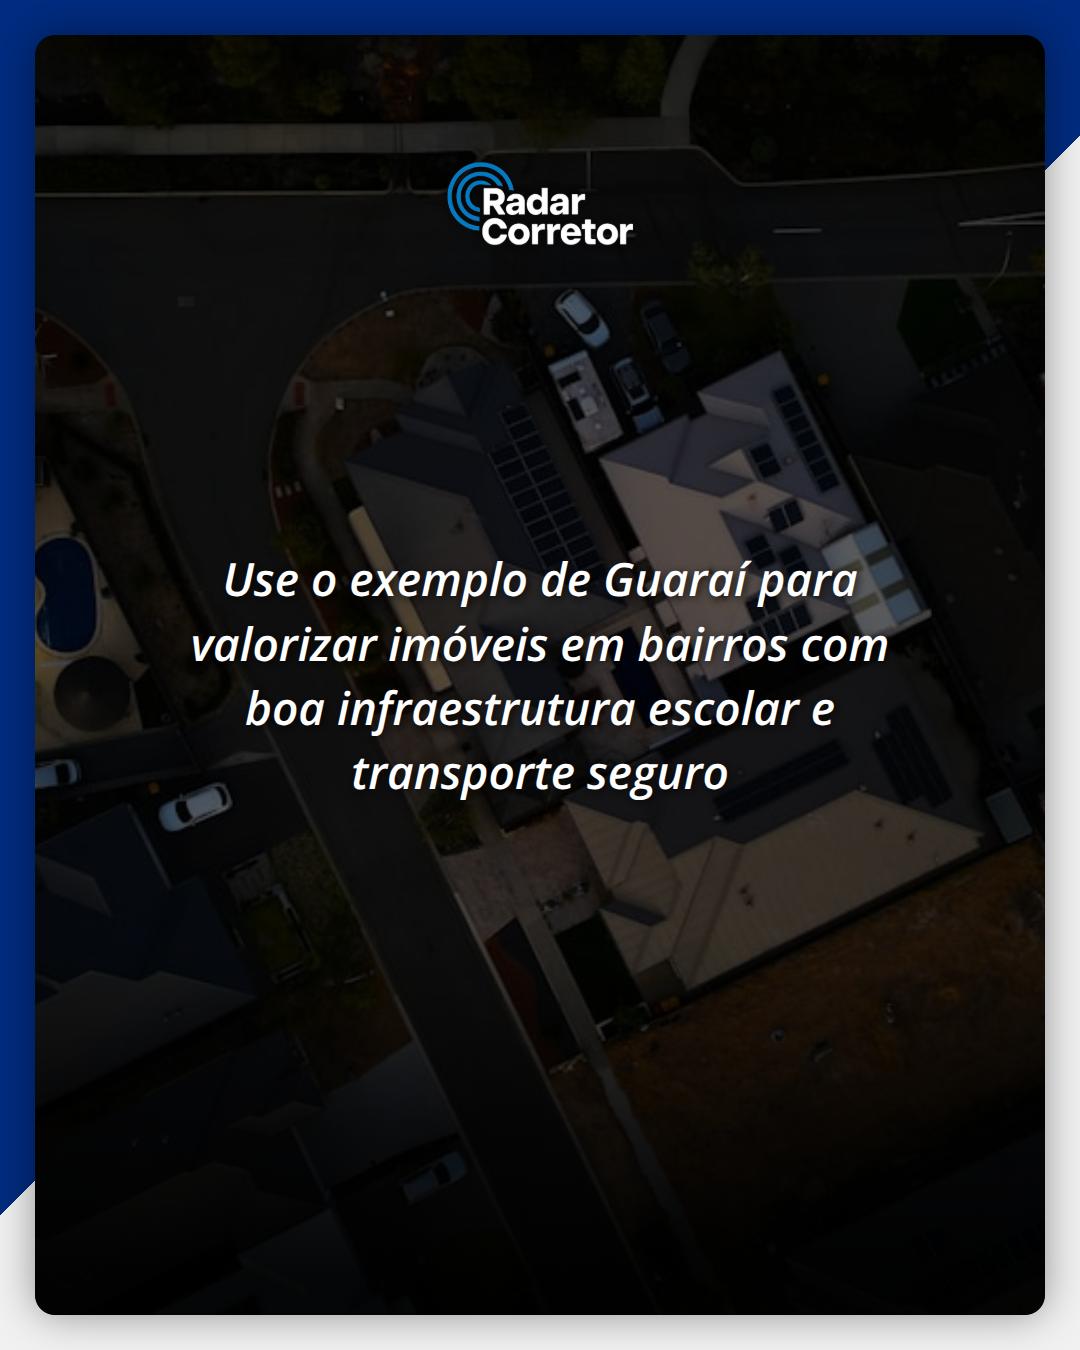 Radar
Corretor
Use o exemplo de Guaraí para
valorizar imóveis em bairros com
boa infraestrutura escolar e
transporte seguro